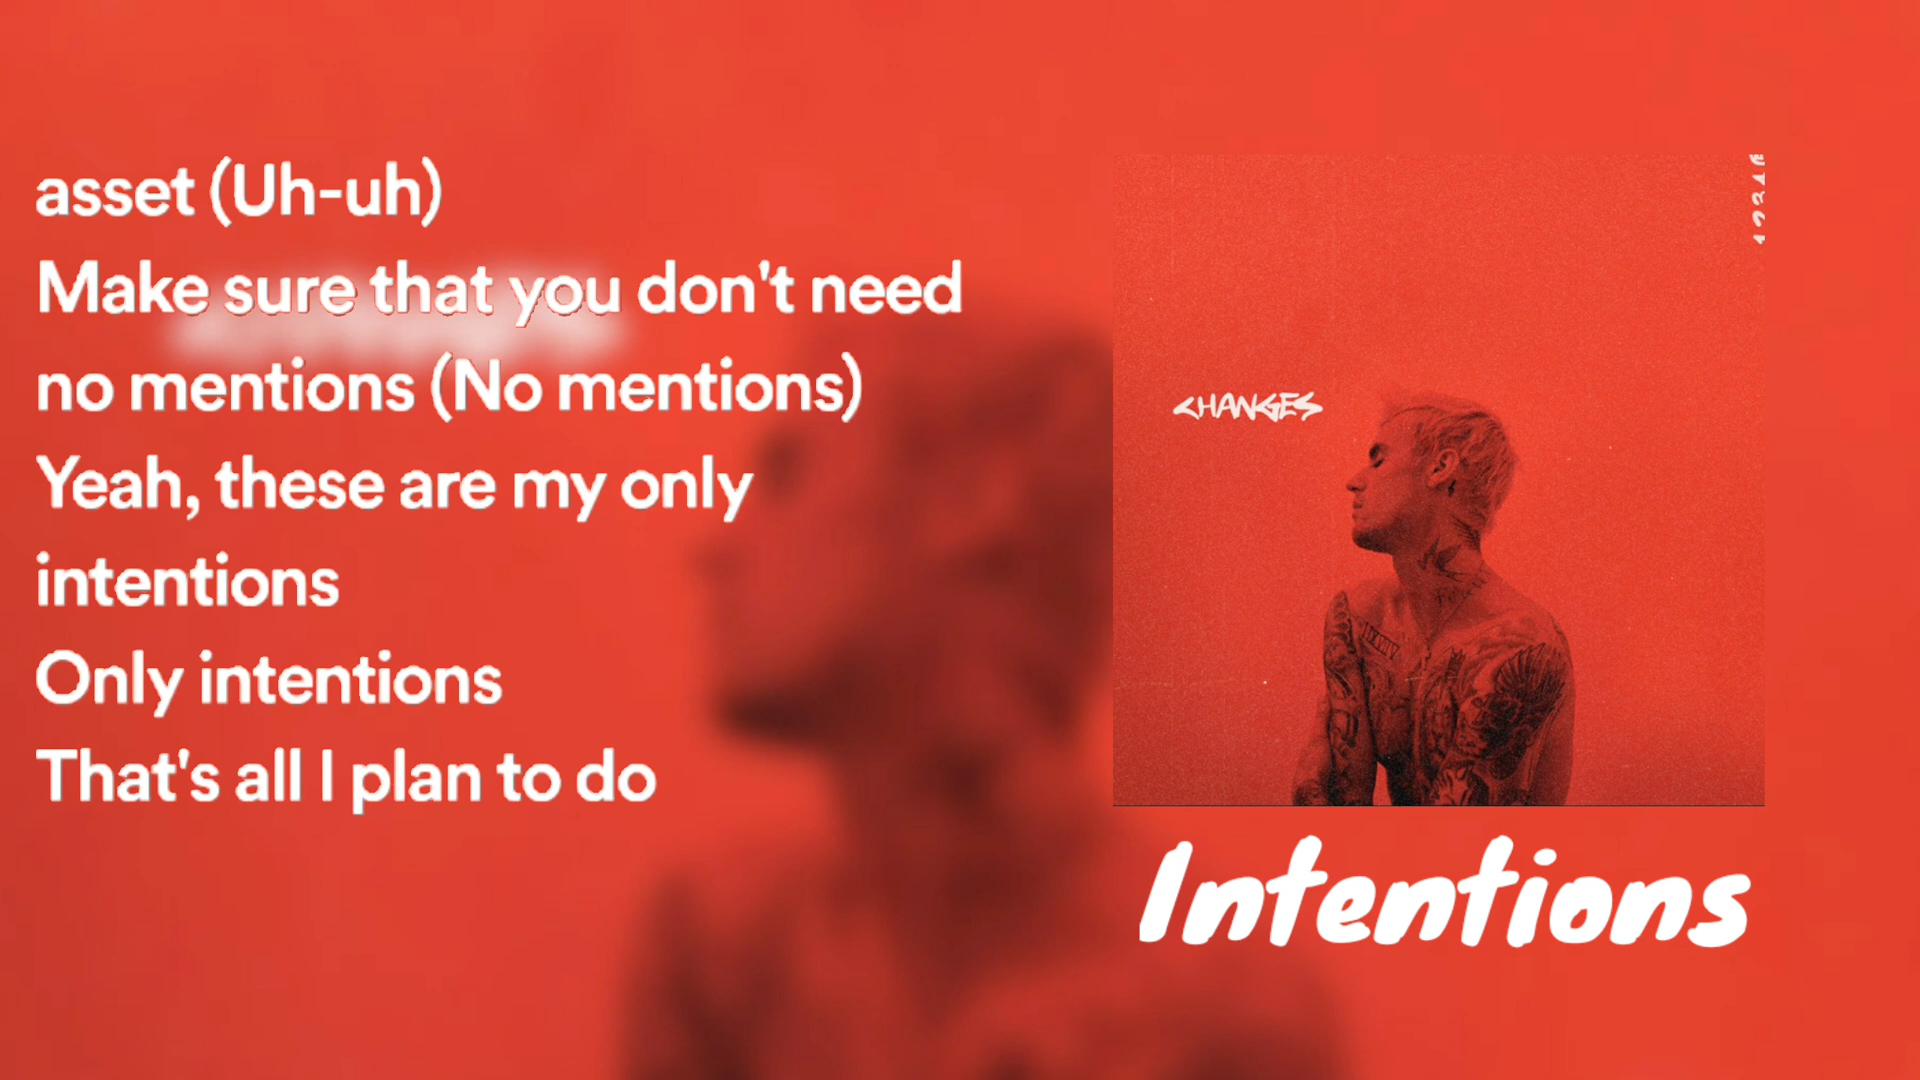 asset (Uh-uh)
Make sure that you don't need
no mentions (No mentions)
Yeah, these are my only
intentions
Only intentions
That's all I plan to do
CHANGES
Intentions